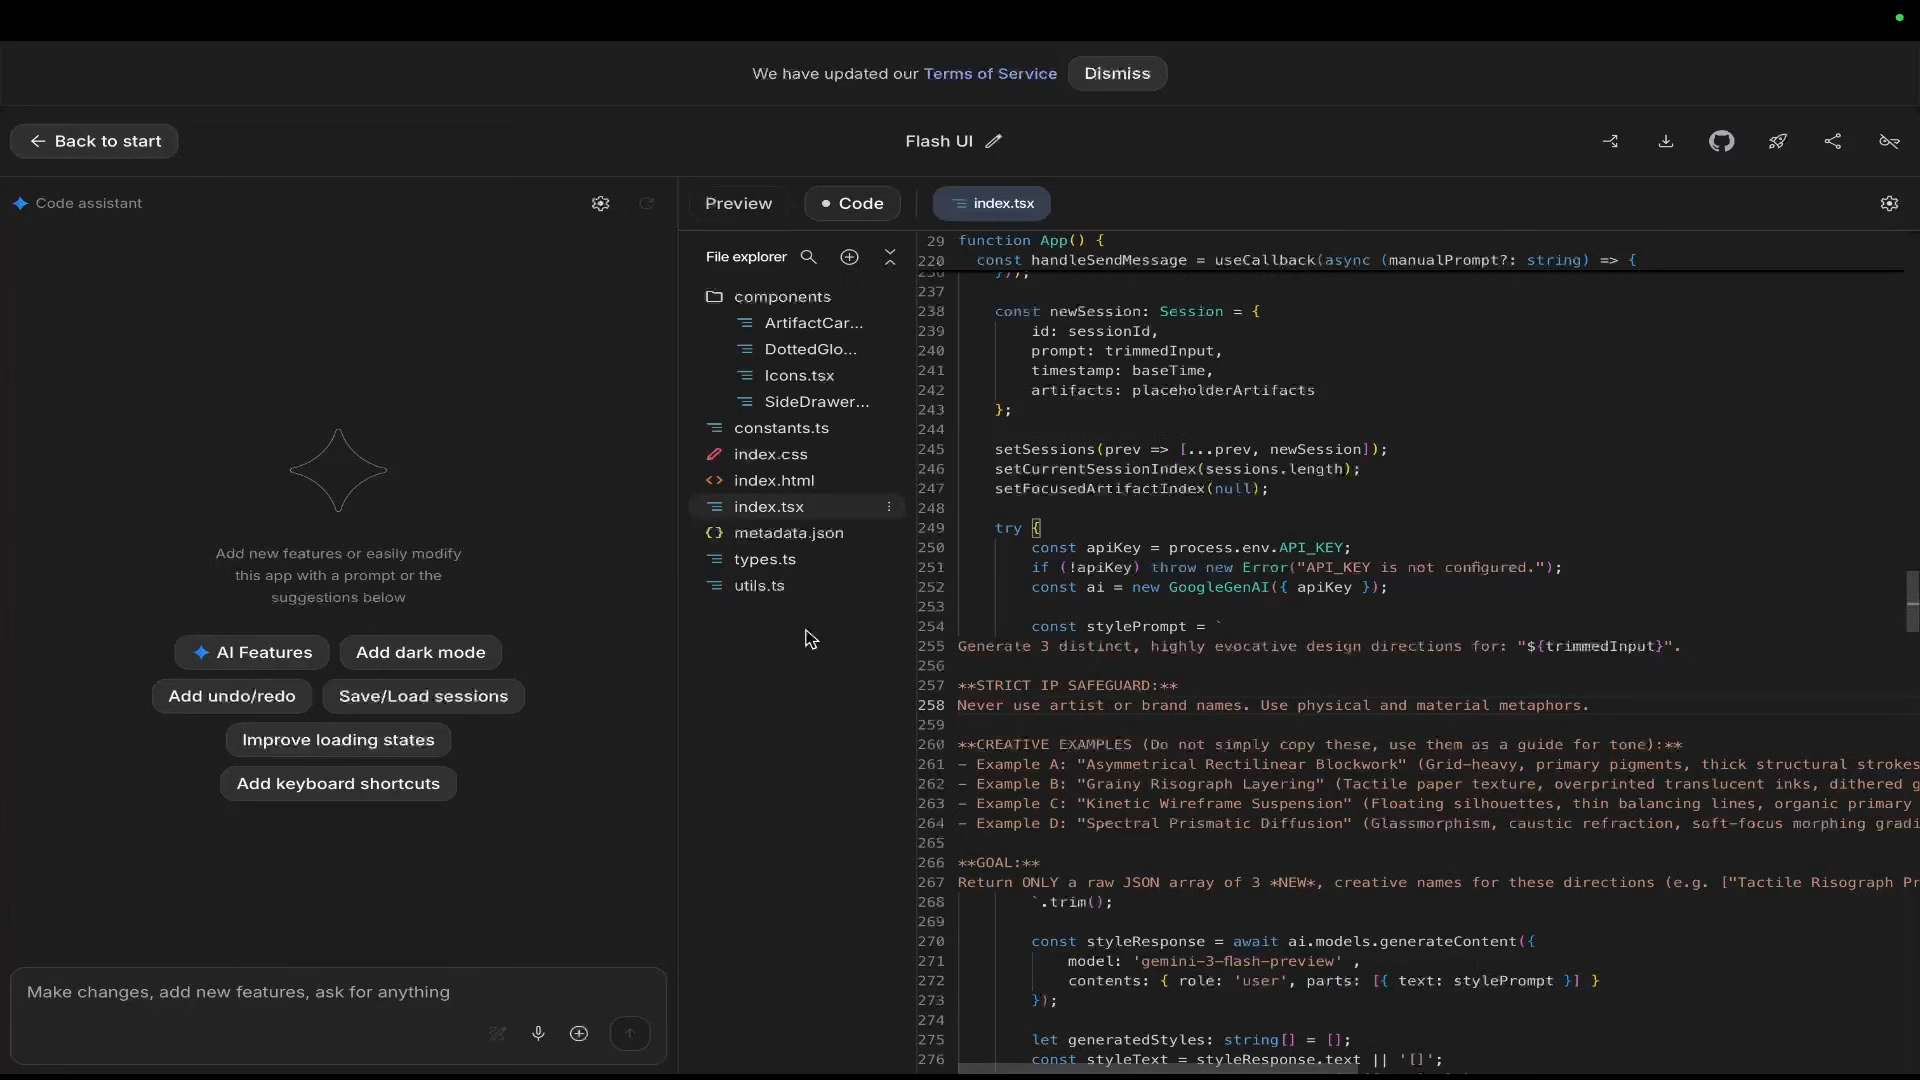 We have updated our Terms of Service Dismiss
Back to start
Flash UI
Code assistant
Preview
Code
index.tsx
File explorer
components
ArtifactCar...
DottedGlo...
Icons.tsx
SideDrawer...
constants.ts
index.css
index.html
index.tsx
metadata.json
types.ts
utils.ts
Add new features or easily modify
this app with a prompt or the
suggestions below
AI Features
Add dark mode
Add undo/redo
Save/Load sessions
Improve loading states
Add keyboard shortcuts
Make changes, add new features, ask for anything
29 function App() {
220 const handleSendMessage = useCallback(async (manualPrompt?: string) => {
236 }));
237
238 const newSession: Session = {
239 id: sessionId,
240 prompt: trimmedInput,
241 timestamp: baseTime,
242 artifacts: placeholderArtifacts
243 };
244
245 setSessions(prev => [...prev, newSession]);
246 setCurrentSessionIndex(sessions.length);
247 setFocusedArtifactIndex(null);
248
249 try {
250 const apiKey = process.env.API_KEY;
251 if (!apiKey) throw new Error("API_KEY is not configured.");
252 const ai = new GoogleGenAI({ apiKey });
253
254 const stylePrompt = `
255 Generate 3 distinct, highly evocative design directions for: "${trimmedInput}".
256
257 **STRICT IP SAFEGUARD:**
258 Never use artist or brand names. Use physical and material metaphors.
259
260 **CREATIVE EXAMPLES (Do not simply copy these, use them as a guide for tone):**
261 - Example A: "Asymmetrical Rectilinear Blockwork" (Grid-heavy, primary pigments, thick structural strokes
262 - Example B: "Grainy Risograph Layering" (Tactile paper texture, overprinted translucent inks, dithered g
263 - Example C: "Kinetic Wireframe Suspension" (Floating silhouettes, thin balancing lines, organic primary
264 - Example D: "Spectral Prismatic Diffusion" (Glassmorphism, caustic refraction, soft-focus morphing gradi
265
266 **GOAL:**
267 Return ONLY a raw JSON array of 3 *NEW*, creative names for these directions (e.g. ["Tactile Risograph Pr
268 `.trim();
269
270 const styleResponse = await ai.models.generateContent({
271 model: 'gemini-3-flash-preview' ,
272 contents: { role: 'user', parts: [{ text: stylePrompt }] }
273 });
274
275 let generatedStyles: string[] = [];
276 const styleText = styleResponse.text || '[]';